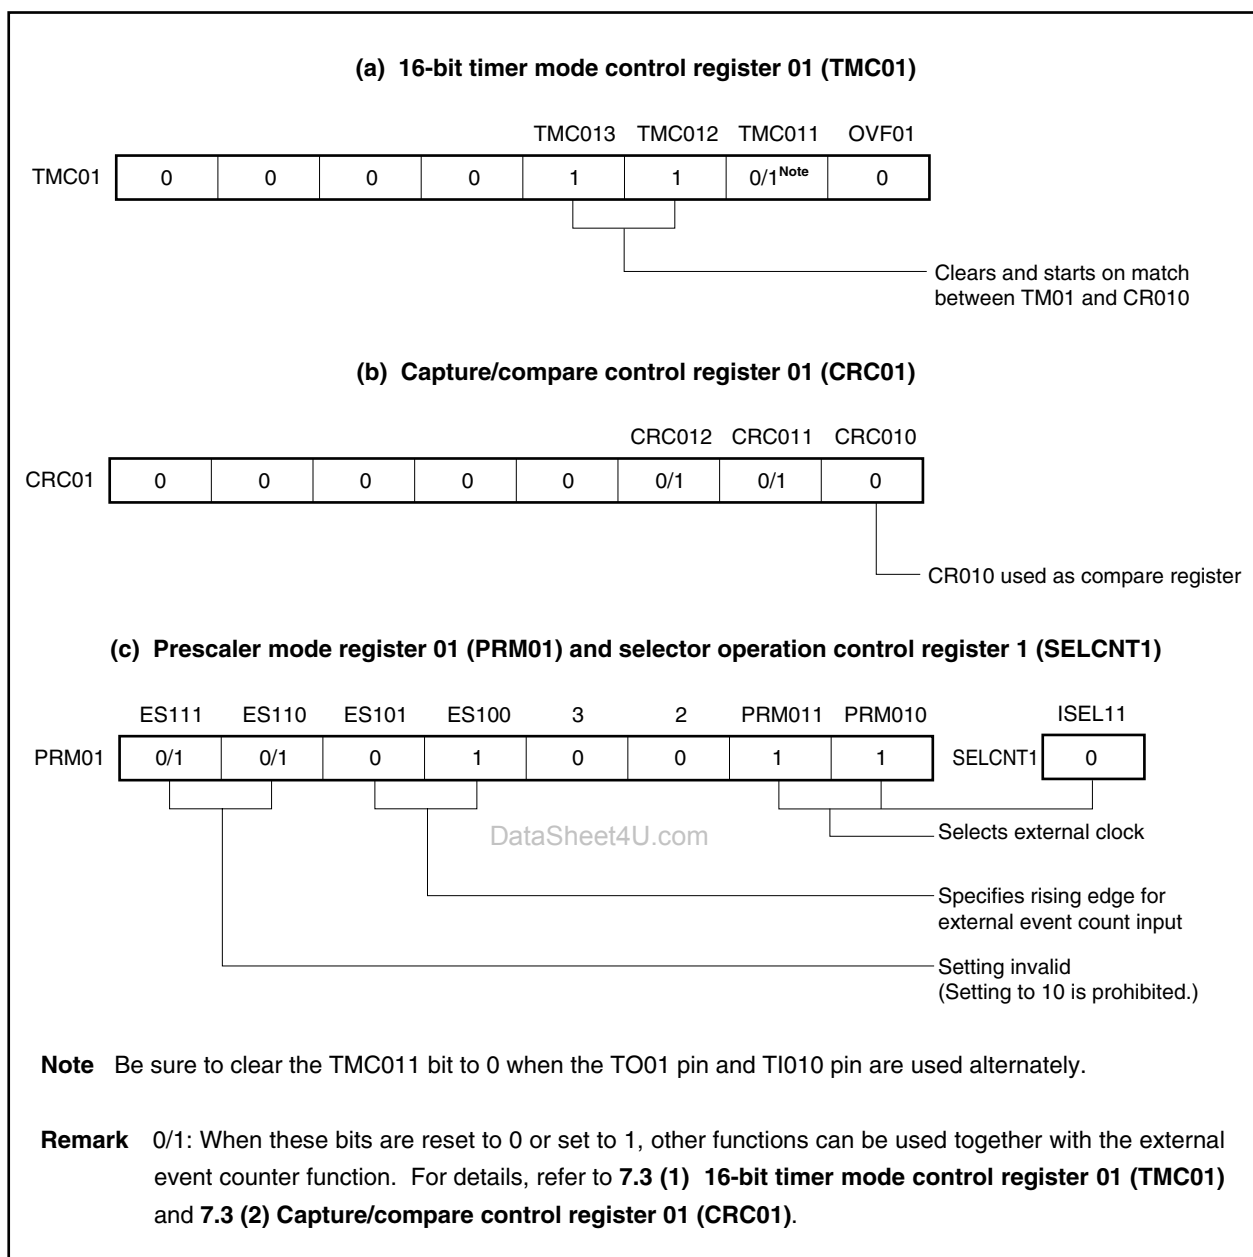 (a) 16-bit timer mode control register 01 (TMC01)
TMC013 TMC012 TMC011 OVF01
TMC01 0 0 0 0 1 1 0/1Note 0
Clears and starts on match
between TM01 and CR010
(b) Capture/compare control register 01 (CRC01)
CRC012 CRC011 CRC010
CRC01 0 0 0 0 0 0/1 0/1 0
CR010 used as compare register
(c) Prescaler mode register 01 (PRM01) and selector operation control register 1 (SELCNT1)
ES111 ES110 ES101 ES100 3 2 PRM011 PRM010 ISEL11
PRM01 0/1 0/1 0 1 0 0 1 1 SELCNT1 0
DataSheet4U.com
Selects external clock
Specifies rising edge for
external event count input
Setting invalid
(Setting to 10 is prohibited.)
Note Be sure to clear the TMC011 bit to 0 when the TO01 pin and TI010 pin are used alternately.
Remark 0/1: When these bits are reset to 0 or set to 1, other functions can be used together with the external
event counter function. For details, refer to 7.3 (1) 16-bit timer mode control register 01 (TMC01)
and 7.3 (2) Capture/compare control register 01 (CRC01).